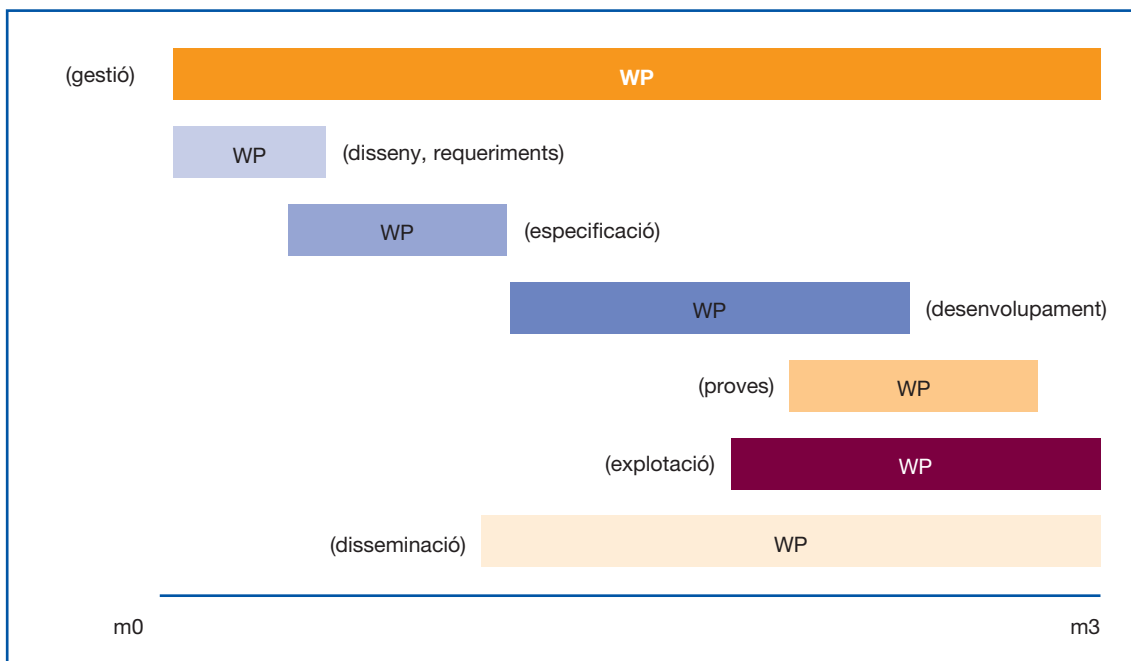 (gestió) WP
WP (disseny, requeriments)
WP (especificació)
WP (desenvolupament)
(proves) WP
(explotació) WP
(disseminació) WP
m0 m3